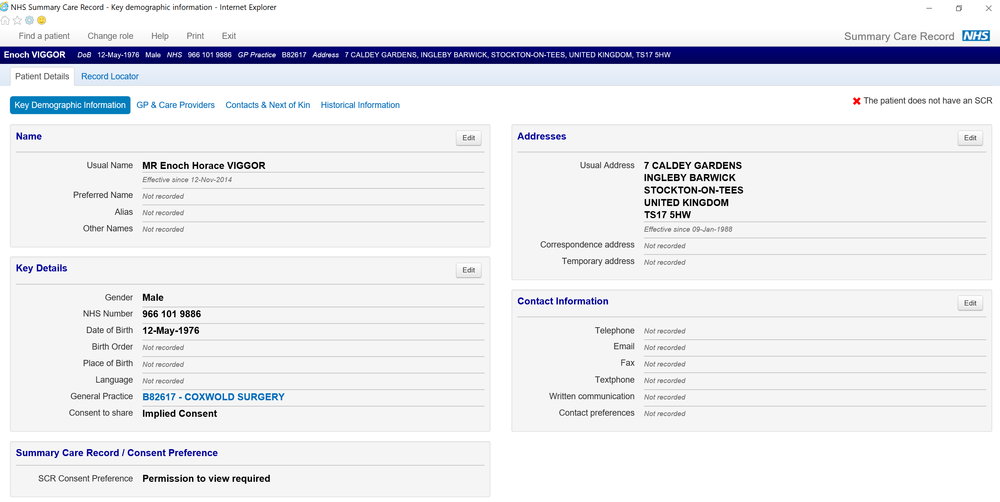 NHS Summary Care Record - Key demographic information - Internet Explorer
Find a patient Change role Help Print Exit
Summary Care Record NHS
Enoch VIGGOR DoB 12-May-1976 Male NHS 966 101 9886 GP Practice B82617 Address 7 CALDEY GARDENS, INGLEBY BARWICK, STOCKTON-ON-TEES, UNITED KINGDOM, TS17 5HW
Patient Details Record Locator
Key Demographic Information GP & Care Providers Contacts & Next of Kin Historical Information
The patient does not have an SCR
Name Edit
Usual Name MR Enoch Horace VIGGOR
Effective since 12-Nov-2014
Preferred Name Not recorded
Alias Not recorded
Other Names Not recorded
Key Details Edit
Gender Male
NHS Number 966 101 9886
Date of Birth 12-May-1976
Birth Order Not recorded
Place of Birth Not recorded
Language Not recorded
General Practice B82617 - COXWOLD SURGERY
Consent to share Implied Consent
Summary Care Record / Consent Preference
SCR Consent Preference Permission to view required
Addresses Edit
Usual Address 7 CALDEY GARDENS
INGLEBY BARWICK
STOCKTON-ON-TEES
UNITED KINGDOM
TS17 5HW
Effective since 09-Jan-1988
Correspondence address Not recorded
Temporary address Not recorded
Contact Information Edit
Telephone Not recorded
Email Not recorded
Fax Not recorded
Textphone Not recorded
Written communication Not recorded
Contact preferences Not recorded